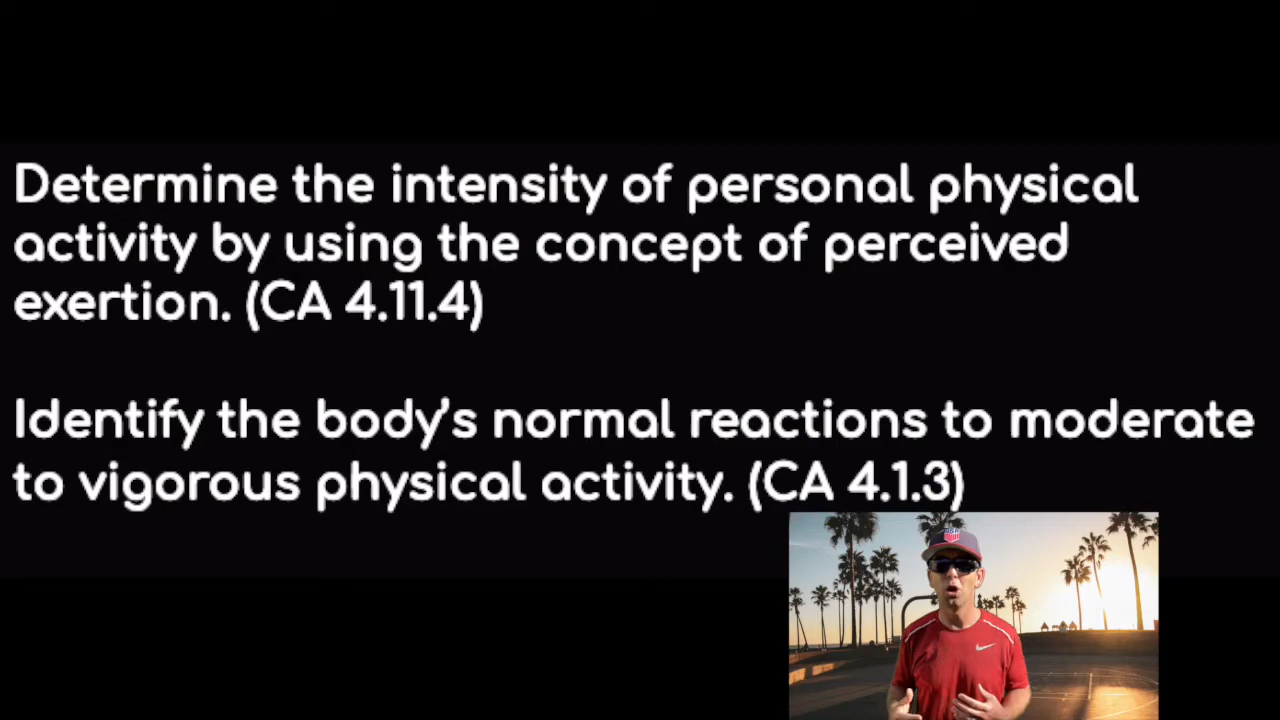 Determine the intensity of personal physical
activity by using the concept of perceived
exertion. (CA 4.11.4)
Identify the body's normal reactions to moderate
to vigorous physical activity. (CA 4.1.3)